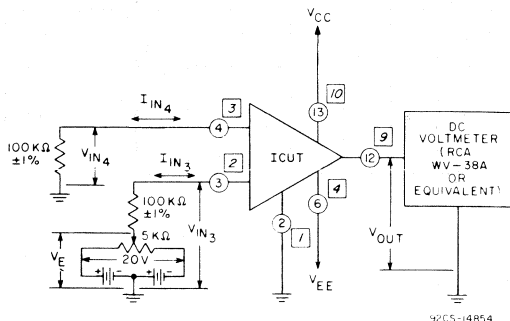 VCC
10
13
3
4
IIN4
100KΩ
±1%
VIN4
2
3
IIN3
100KΩ
±1%
VIN3
5KΩ
VE
20V
+ - + -
ICUT
9
12
4
6
2
1
VEE
VOUT
DC
VOLTMETER
(RCA
WV-38A
OR
EQUIVALENT)
92CS-14854